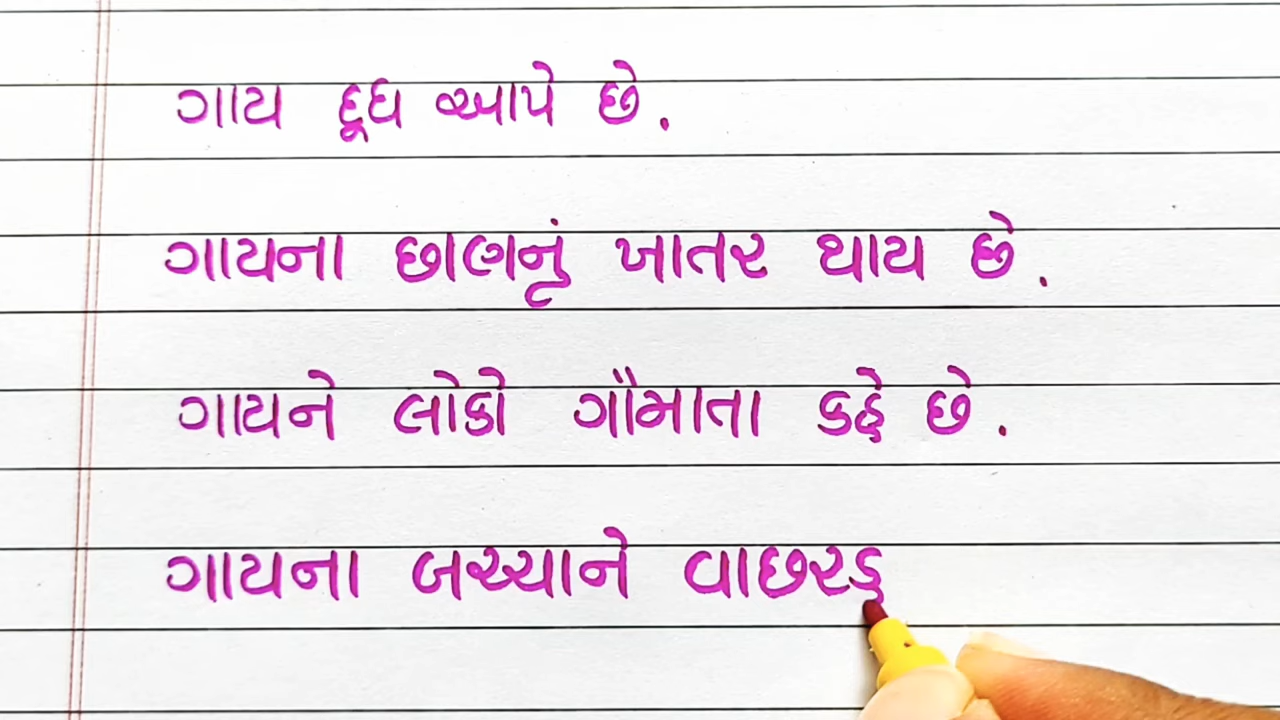 ગાય દૂધ આપે છે.
ગાયના છાણનું ખાતર થાય છે.
ગાયને લોકો ગૌમાતા કહે છે.
ગાયના બચ્ચાને વાછરડ